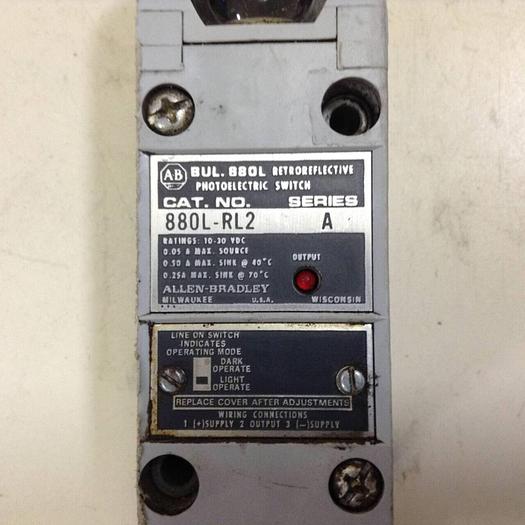 AB BUL. 880L RETROREFLECTIVE
PHOTOELECTRIC SWITCH
CAT. NO. SERIES
880L-RL2 A
RATINGS: 10-30 VDC
0.05 A MAX. SOURCE
0.50 A MAX. SINK @ 40°C
0.25A MAX. SINK @ 70°C
OUTPUT
ALLEN-BRADLEY
MILWAUKEE U.S.A. WISCONSIN
LINE ON SWITCH
INDICATES
OPERATING MODE
DARK
OPERATE
LIGHT
OPERATE
REPLACE COVER AFTER ADJUSTMENTS
WIRING CONNECTIONS
1 (+)SUPPLY 2 OUTPUT 3 (—)SUPPLY